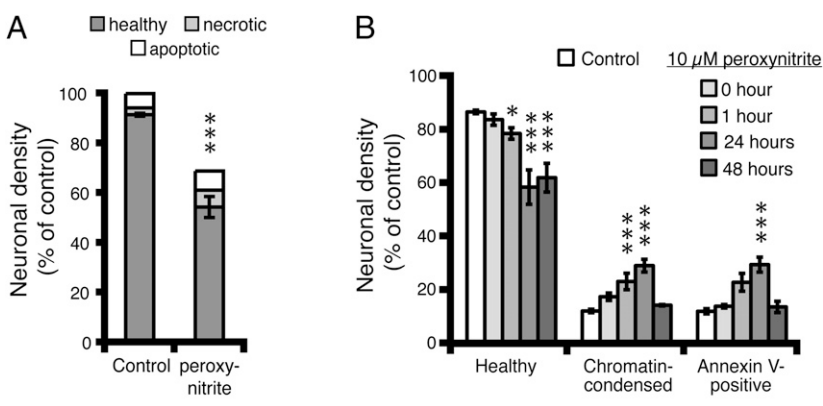 A
healthy necrotic
apoptotic
Neuronal density
(% of control)
100
80
60
40
20
0
***
Control peroxy-
nitrite
B
Control 10 µM peroxynitrite
0 hour
1 hour
24 hours
48 hours
Neuronal density
(% of control)
100
80
60
40
20
0
* *** ***
*** ***
***
Healthy Chromatin-
condensed Annexin V-
positive